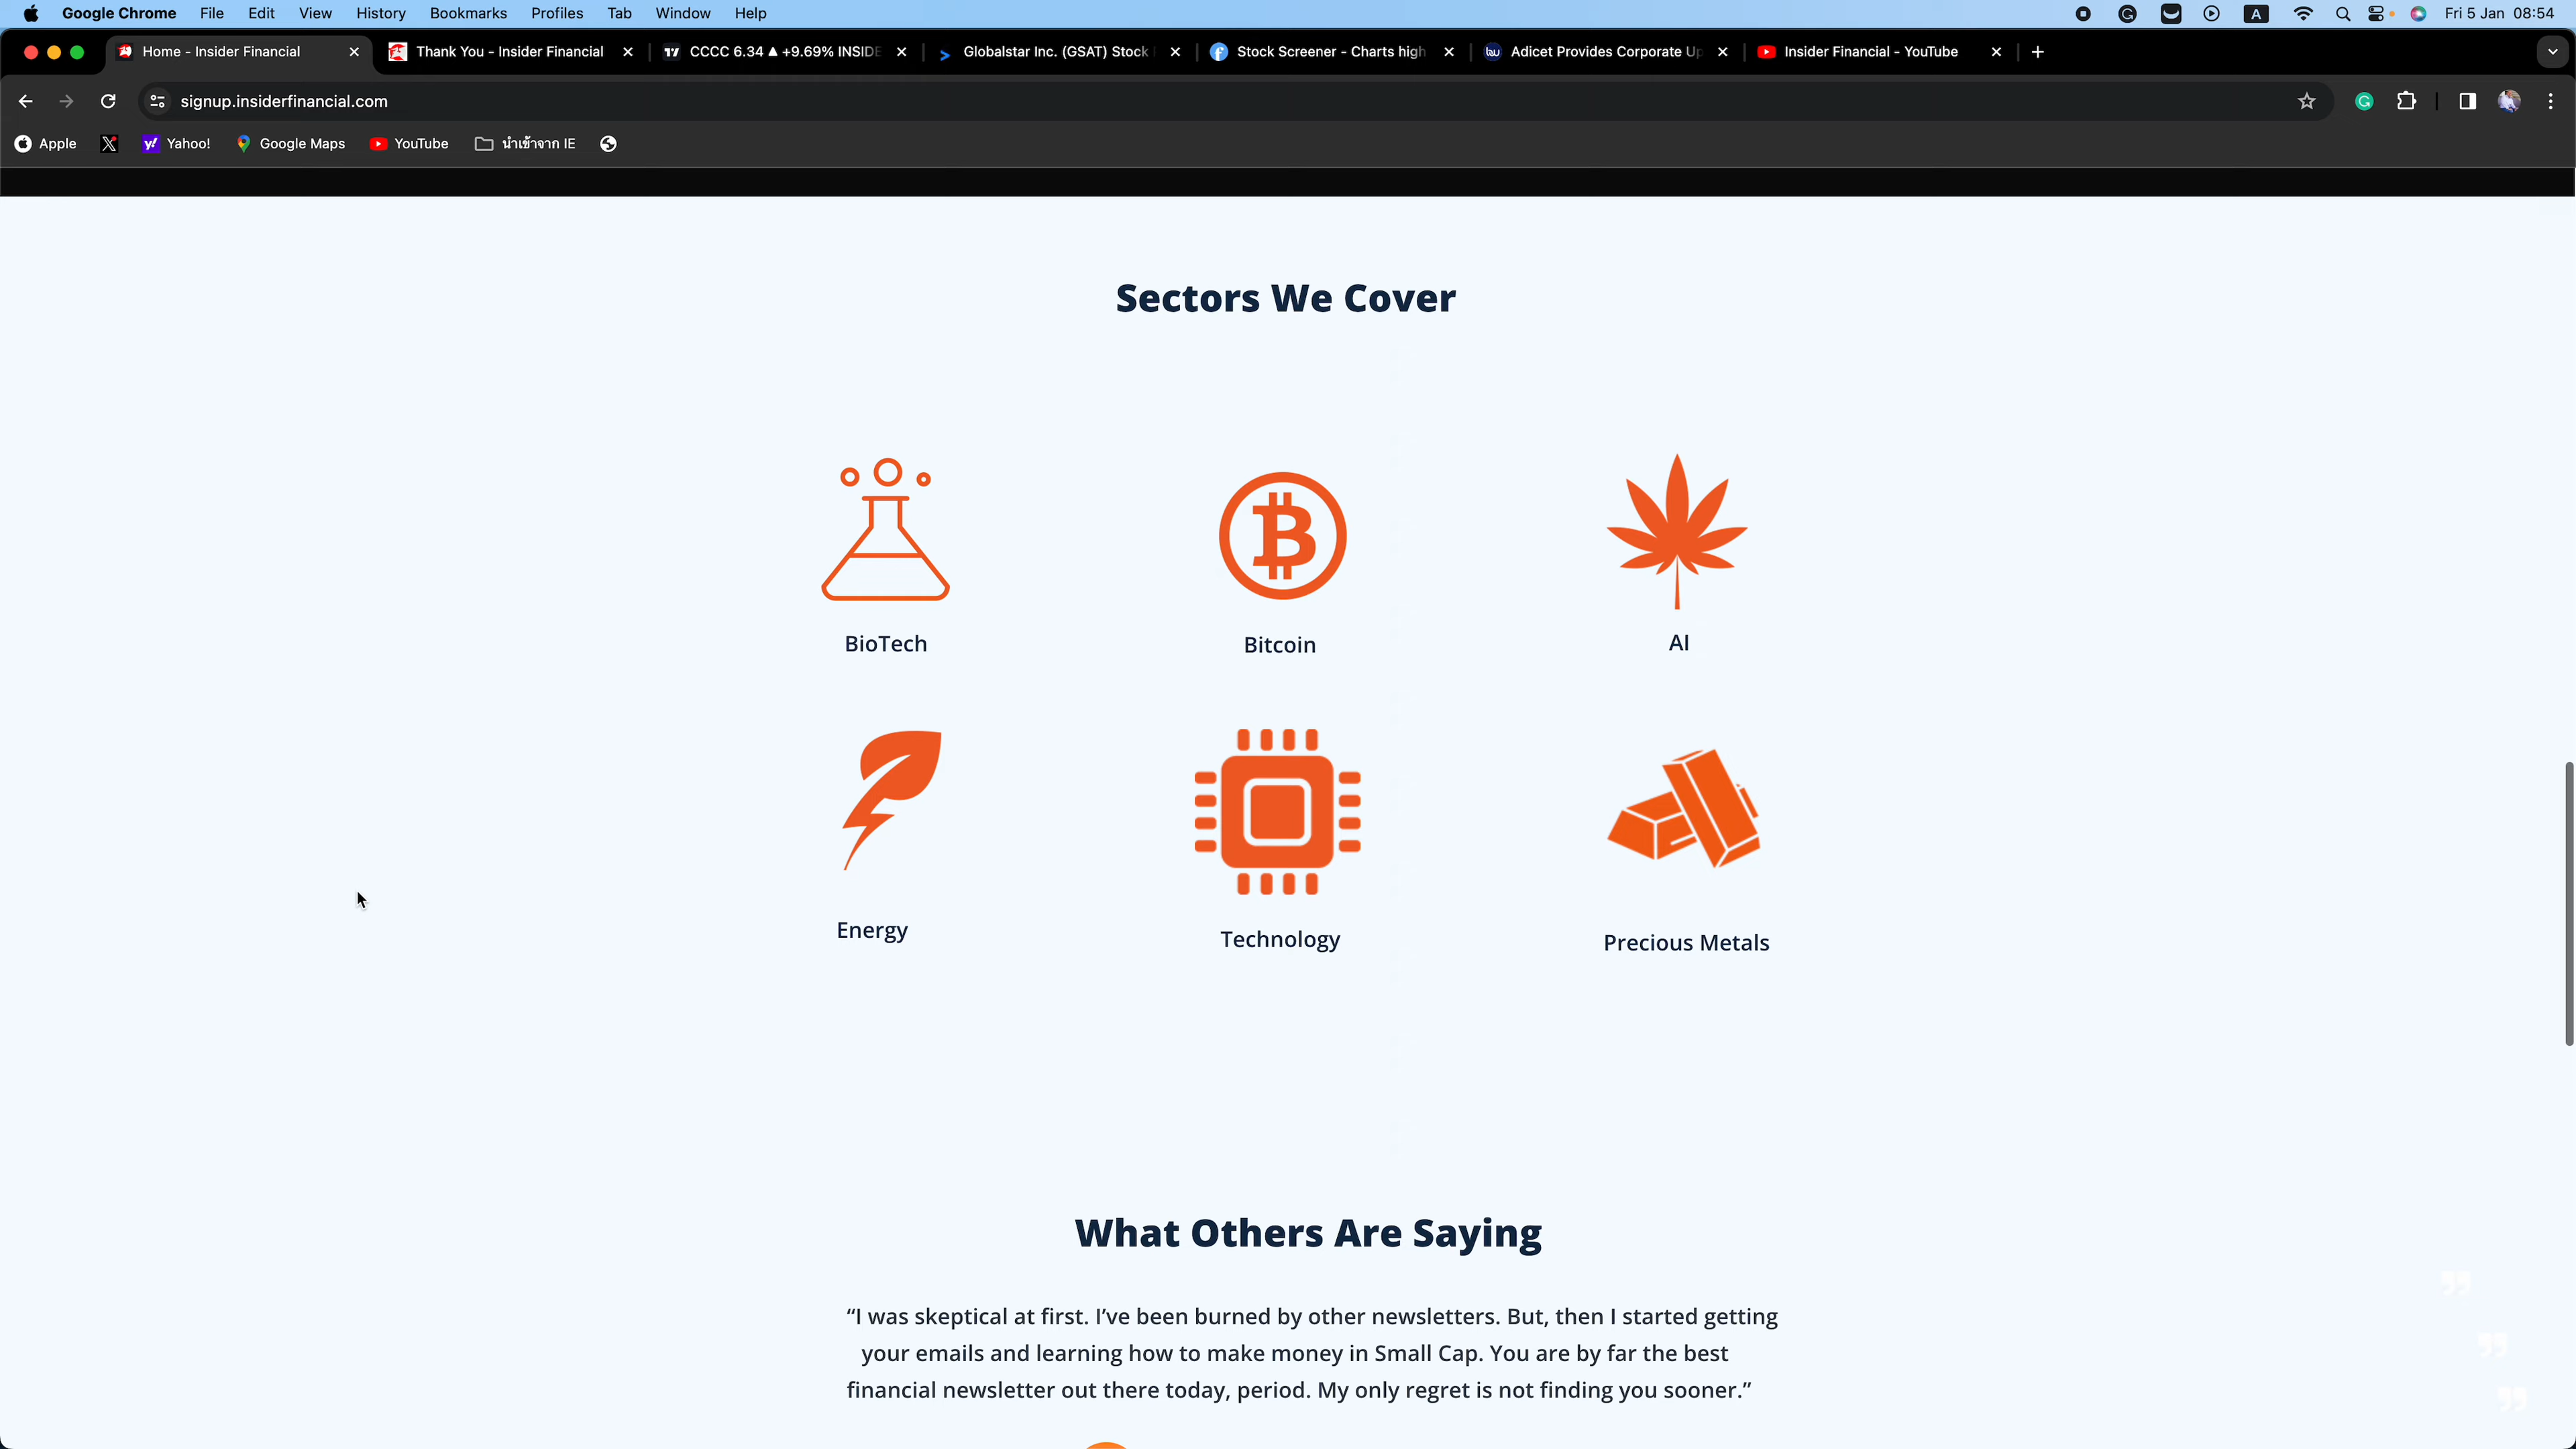 Google Chrome File Edit View History Bookmarks Profiles Tab Window Help A Fri 5 Jan 08:54
Home - Insider Financial Thank You - Insider Financial CCCC 6.34 ▲ +9.69% INSIDE Globalstar Inc. (GSAT) Stock Stock Screener - Charts high Adicet Provides Corporate Up Insider Financial - YouTube
signup.insiderfinancial.com
Apple Yahoo! Google Maps YouTube นำเข้าจาก IE
Sectors We Cover
BioTech Bitcoin AI
Energy Technology Precious Metals
What Others Are Saying
“I was skeptical at first. I’ve been burned by other newsletters. But, then I started getting
your emails and learning how to make money in Small Cap. You are by far the best
financial newsletter out there today, period. My only regret is not finding you sooner.”